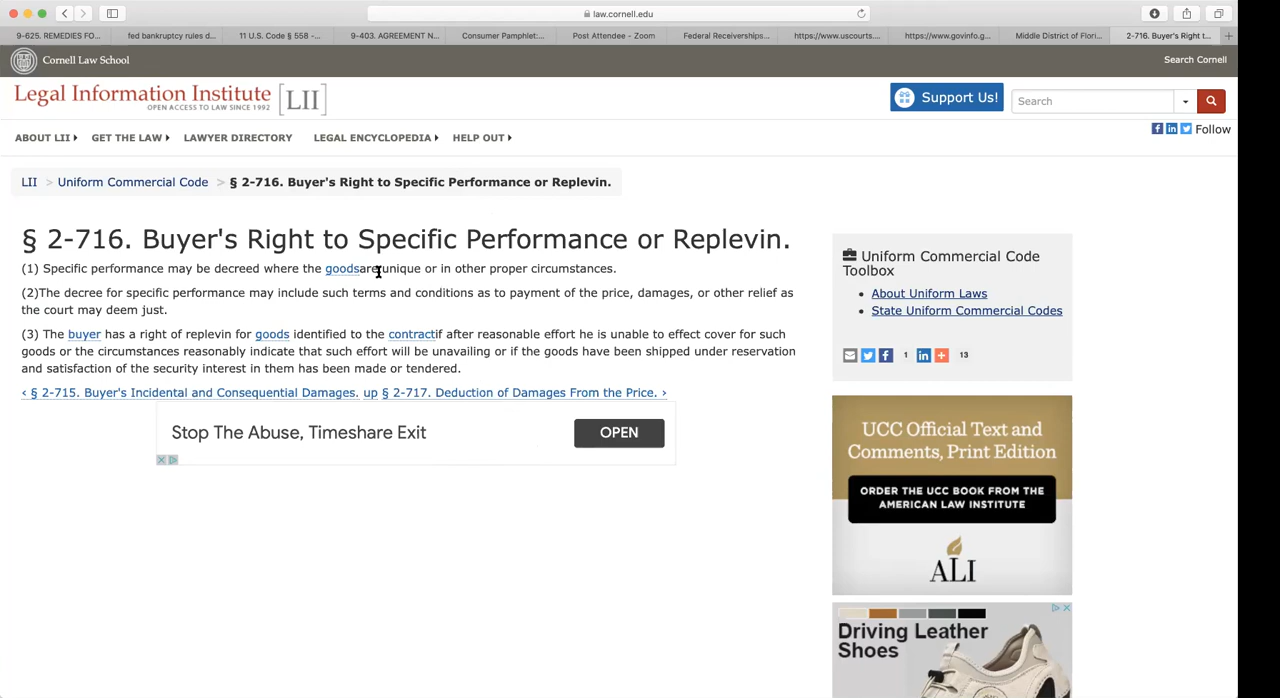 law.cornell.edu
9-625. REMEDIES FO...
fed bankruptcy rules d...
11 U.S. Code § 558 -...
9-403. AGREEMENT N...
Consumer Pamphlet:...
Post Attendee - Zoom
Federal Receiverships...
https://www.uscourts....
https://www.govinfo.g...
Middle District of Flori...
2-716. Buyer's Right t...
Cornell Law School
Search Cornell
Legal Information Institute [LII]
OPEN ACCESS TO LAW SINCE 1992
Support Us!
Search
ABOUT LII
GET THE LAW
LAWYER DIRECTORY
LEGAL ENCYCLOPEDIA
HELP OUT
Follow
LII > Uniform Commercial Code > § 2-716. Buyer's Right to Specific Performance or Replevin.
§ 2-716. Buyer's Right to Specific Performance or Replevin.
(1) Specific performance may be decreed where the goodsare unique or in other proper circumstances.
(2)The decree for specific performance may include such terms and conditions as to payment of the price, damages, or other relief as
the court may deem just.
(3) The buyer has a right of replevin for goods identified to the contractif after reasonable effort he is unable to effect cover for such
goods or the circumstances reasonably indicate that such effort will be unavailing or if the goods have been shipped under reservation
and satisfaction of the security interest in them has been made or tendered.
‹ § 2-715. Buyer's Incidental and Consequential Damages. up § 2-717. Deduction of Damages From the Price. ›
Stop The Abuse, Timeshare Exit
OPEN
Uniform Commercial Code
Toolbox
About Uniform Laws
State Uniform Commercial Codes
1
13
UCC Official Text and
Comments, Print Edition
ORDER THE UCC BOOK FROM THE
AMERICAN LAW INSTITUTE
ALI
Driving Leather
Shoes